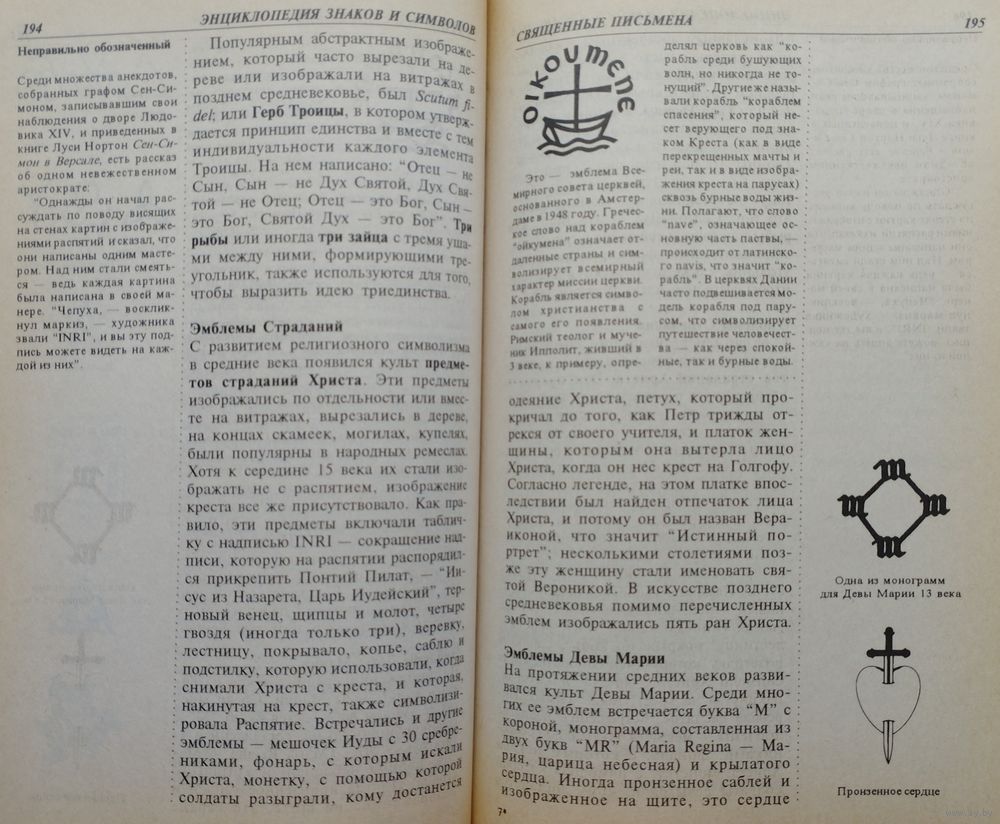 194
ЭНЦИКЛОПЕДИЯ ЗНАКОВ И СИМВОЛОВ
Неправильно обозначенный
Среди множества анекдотов,
собранных графом Сен-Си-
моном, записывавшим свои
наблюдения о дворе Людо-
вика XIV, и приведенных в
книге Луси Нортон Сен-Си-
мон в Версале, есть рассказ
об одном невежественном
аристократе:
"Однажды он начал рас-
суждать по поводу висящих
на стенах картин с изображе-
ниями распятий и сказал, что
они написаны одним масте-
ром. Над ним стали смеять-
ся — ведь каждая картина
была написана в своей ма-
нере. "Чепуха, — воскли-
кнул маркиз, — художника
звали "INRI", и вы эту под-
пись можете видеть на каж-
дой из них".
Популярным абстрактным изображе-
нием, который часто вырезали на де-
реве или изображали на витражах в
позднем средневековье, был Scutum fi-
del; или Герб Троицы, в котором утверж-
дается принцип единства и вместе с тем
индивидуальности каждого элемента
Троицы. На нем написано: "Отец — не
Сын, Сын — не Дух Святой, Дух Свя-
той — не Отец; Отец — это Бог, Сын —
это Бог, Святой Дух — это Бог". Три
рыбы или иногда три зайца с тремя уша-
ми между ними, формирующими тре-
угольник, также используются для того,
чтобы выразить идею триединства.
Эмблемы Страданий
С развитием религиозного символизма
в средние века появился культ предме-
тов страданий Христа. Эти предметы
изображались по отдельности или вмес-
те на витражах, вырезались в дереве,
на концах скамеек, могилах, купелях,
были популярны в народных ремеслах.
Хотя к середине 15 века их стали изо-
бражать не с распятием, изображение
креста все же присутствовало. Как пра-
вило, эти предметы включали таблич-
ку с надписью INRI — сокращение над-
писи, которую на распятии распорядил-
ся прикрепить Понтий Пилат, — "Ии-
сус из Назарета, Царь Иудейский", тер-
новый венец, щипцы и молот, четыре
гвоздя (иногда только три), веревку,
лестницу, покрывало, копье, саблю и
подстилку, которую использовали, когда
снимали Христа с креста, и которая,
накинутая на крест, также символизи-
ровала Распятие. Встречались и другие
эмблемы — мешочек Иуды с 30 сребре-
никами, фонарь, с которым искали
Христа, монетку, с помощью которой
солдаты разыграли, кому достанется
СВЯЩЕННЫЕ ПИСЬМЕНА
195
OIKOUMENE
Это — эмблема Все-
мирного совета церквей,
основанного в Амстер-
даме в 1948 году. Гречес-
кое слово над кораблем
"ойкумена" означает от-
даленные страны и сим-
волизирует всемирный
характер миссии церкви.
Корабль является симво-
лом христианства с
самого его появления.
Римский теолог и муче-
ник Ипполит, живший в
3 веке, к примеру, опре-
делял церковь как "ко-
рабль среди бушующих
волн, но никогда не то-
нущий". Другие же назы-
вали корабль "кораблем
спасения", который не-
сет верующего под зна-
ком Креста (как в виде
перекрещенных мачты и
реи, так и в виде изобра-
жения креста на парусах)
сквозь бурные воды жиз-
ни. Полагают, что слово
"nave", означающее ос-
новную часть паствы, —
происходит от латинско-
го navis, что значит "ко-
рабль". В церквях Дании
часто подвешивается мо-
дель корабля под пару-
сом, что символизирует
путешествие человечест-
ва — как через спокой-
ные, так и бурные воды.
одеяние Христа, петух, который про-
кричал до того, как Петр трижды от-
рекся от своего учителя, и платок жен-
щины, которым она вытерла лицо
Христа, когда он нес крест на Голгофу.
Согласно легенде, на этом платке впос-
ледствии был найден отпечаток лица
Христа, и потому он был назван Вера-
иконой, что значит "Истинный по-
ртрет"; несколькими столетиями поз-
же эту женщину стали именовать свя-
той Вероникой. В искусстве позднего
средневековья помимо перечисленных
эмблем изображались пять ран Христа.
Эмблемы Девы Марии
На протяжении средних веков разви-
вался культ Девы Марии. Среди мно-
гих ее эмблем встречается буква "М" с
короной, монограмма, составленная из
двух букв "MR" (Maria Regina — Ма-
рия, царица небесная) и крылатого
сердца. Иногда пронзенное саблей и
изображенное на щите, это сердце
7*
m
m m
m
Одна из монограмм
для Девы Марии 13 века
Пронзенное сердце